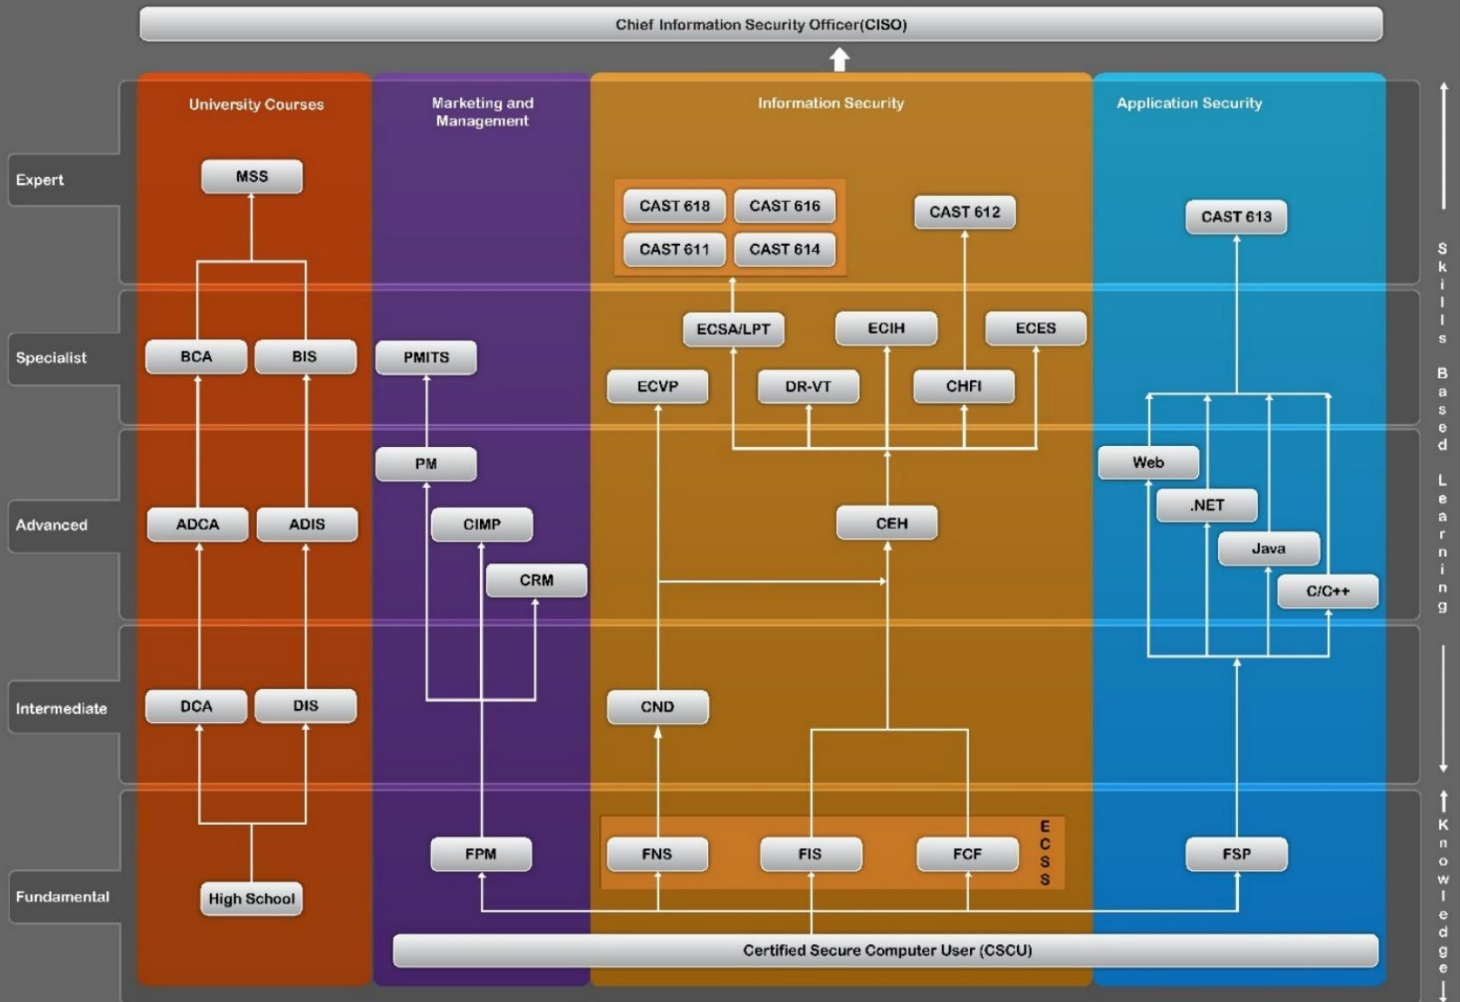 Chief Information Security Officer(CISO)
University Courses
Marketing and
Management
Information Security
Application Security
Expert
MSS
CAST 618
CAST 616
CAST 611
CAST 614
CAST 612
CAST 613
Specialist
BCA
BIS
PMITS
ECSA/LPT
ECIH
ECES
ECVP
DR-VT
CHFI
Advanced
ADCA
ADIS
PM
CIMP
CRM
CEH
Web
.NET
Java
C/C++
Intermediate
DCA
DIS
CND
Fundamental
High School
FPM
FNS
FIS
FCF
ECSS
FSP
Certified Secure Computer User (CSCU)
Skills Based Learning
Knowledge